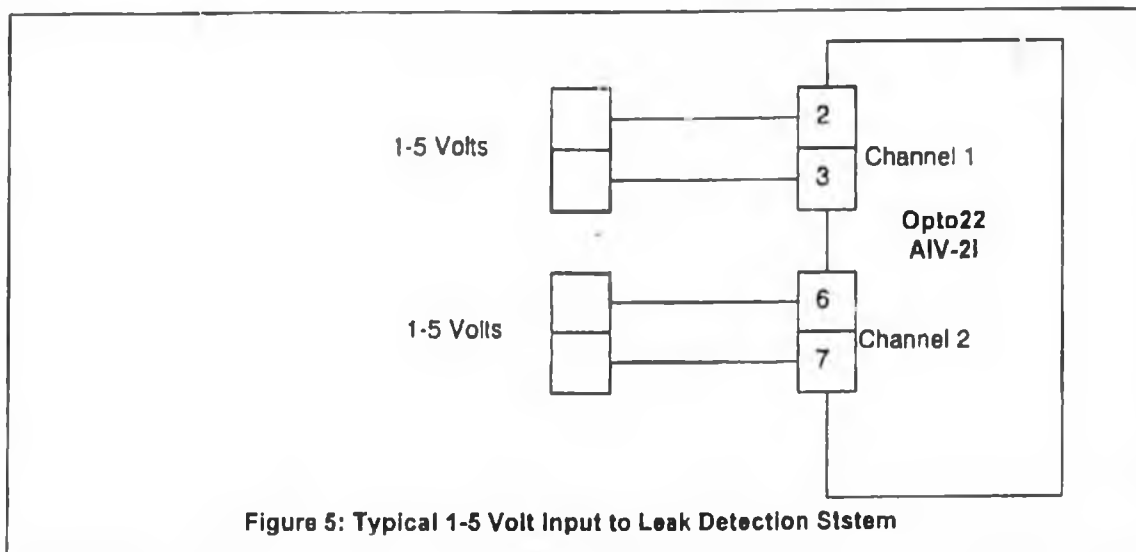 1-5 Volts
2
3
Channel 1
Opto22
AIV-2I
1-5 Volts
6
7
Channel 2
Figure 5: Typical 1-5 Volt Input to Leak Detection Ststem